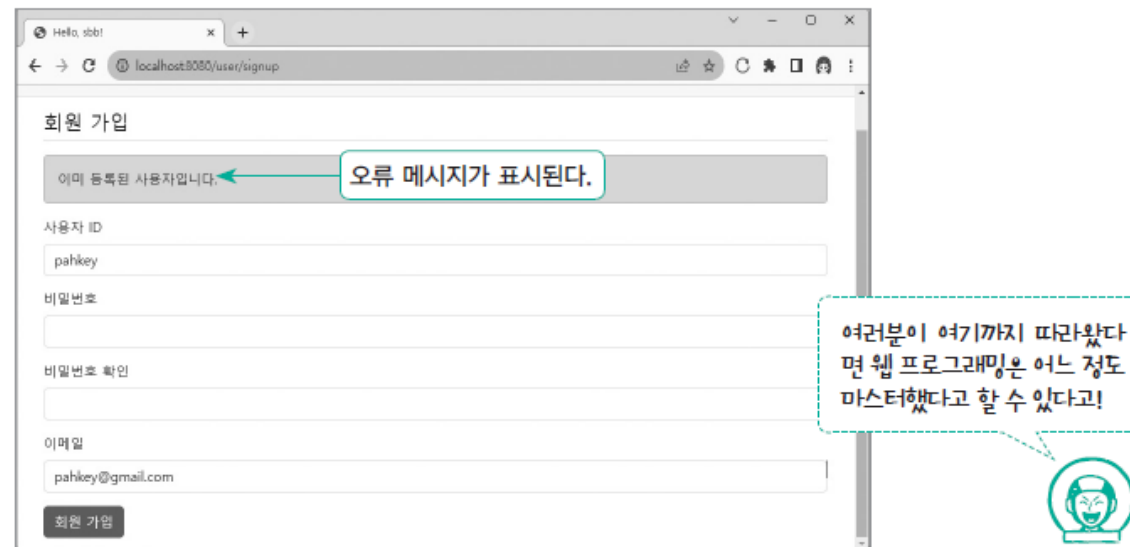 Hello, sbb!
localhost:8080/user/signup
회원 가입
이미 등록된 사용자입니다.
오류 메시지가 표시된다.
사용자 ID
pahkey
비밀번호
비밀번호 확인
이메일
pahkey@gmail.com
회원 가입
여러분이 여기까지 따라왔다
면 웹 프로그래밍은 어느 정도
마스터했다고 할 수 있다고!